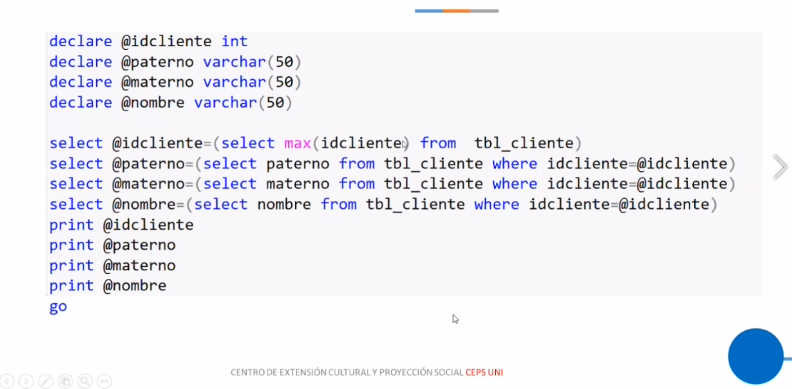 declare @idcliente int
declare @paterno varchar(50)
declare @materno varchar(50)
declare @nombre varchar(50)
select @idcliente=(select max(idcliente) from  tbl_cliente)
select @paterno=(select paterno from tbl_cliente where idcliente=@idcliente)
select @materno=(select materno from tbl_cliente where idcliente=@idcliente)
select @nombre=(select nombre from tbl_cliente where idcliente=@idcliente)
print @idcliente
print @paterno
print @materno
print @nombre
go
CENTRO DE EXTENSIÓN CULTURAL Y PROYECCIÓN SOCIAL CEPS UNI